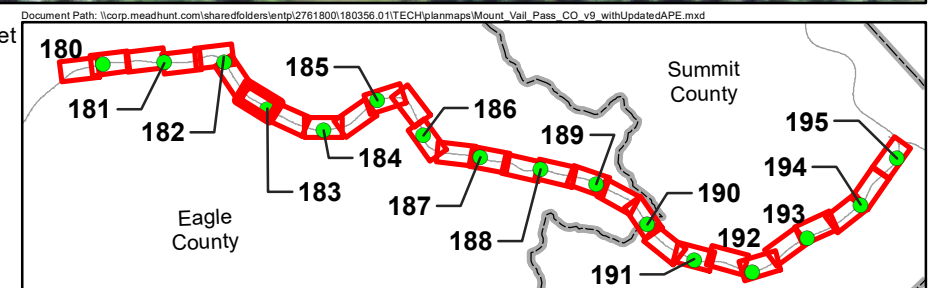 Document Path: \\corp.meadhunt.com\sharedfolders\entp\2761800\180356.01\TECH\planmaps\Mount_Vail_Pass_CO_v9_withUpdatedAPE.mxd
et
180
181
182
183
184
185
186
187
188
189
190
191
192
193
194
195
Summit
County
Eagle
County